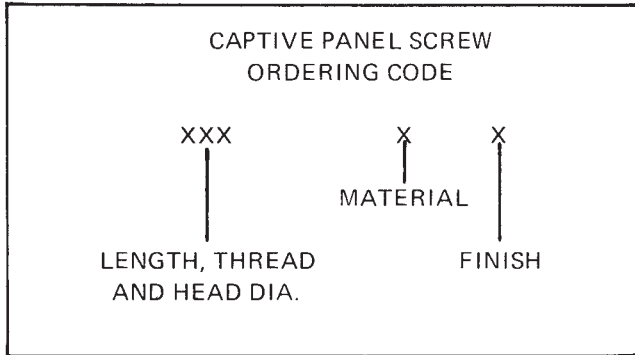 CAPTIVE PANEL SCREW
ORDERING CODE
XXX X X
MATERIAL
LENGTH, THREAD FINISH
AND HEAD DIA.